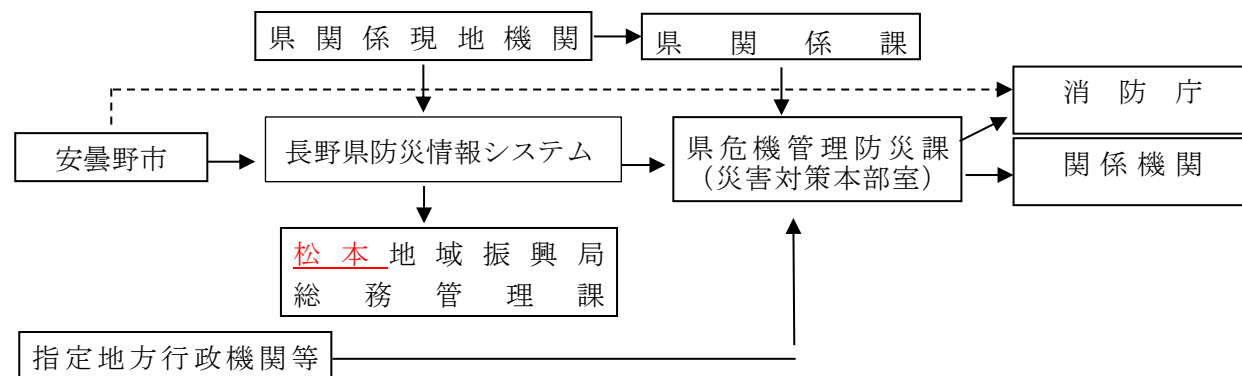 県関係現地機関
県関係課
消防庁
安曇野市
長野県防災情報システム
県危機管理防災課
（災害対策本部室）
関係機関
松本地域振興局
総務管理課
指定地方行政機関等